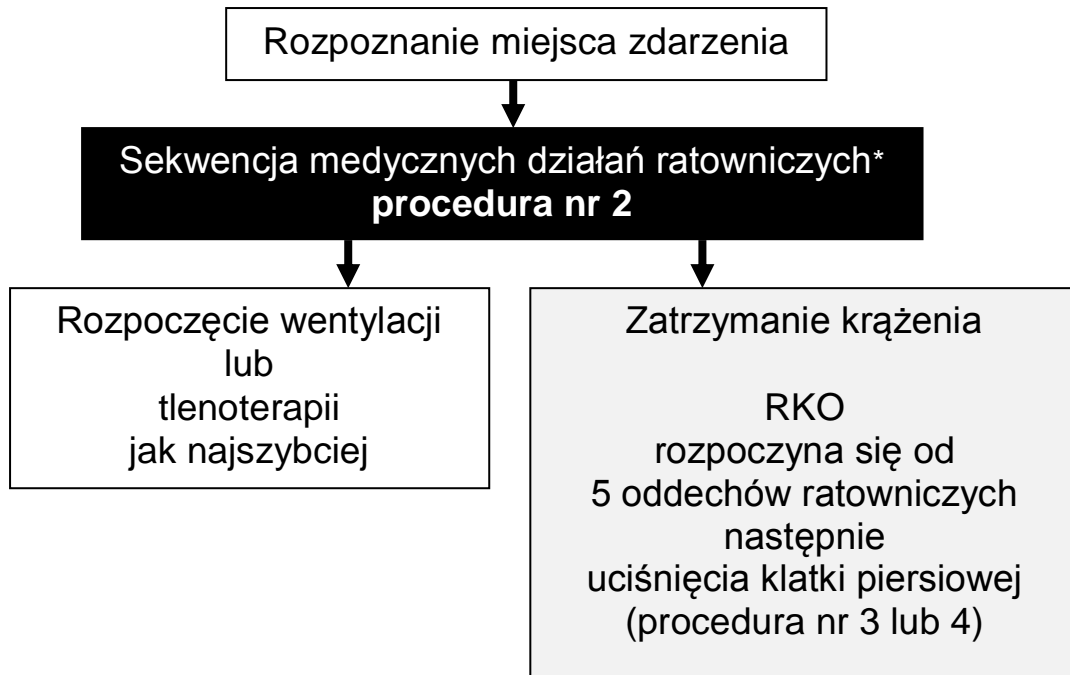 Rozpoznanie miejsca zdarzenia
Sekwencja medycznych działań ratowniczych*
procedura nr 2
Rozpoczęcie wentylacji
lub
tlenoterapii
jak najszybciej
Zatrzymanie krążenia
RKO
rozpoczyna się od
5 oddechów ratowniczych
następnie
uciśnięcia klatki piersiowej
(procedura nr 3 lub 4)